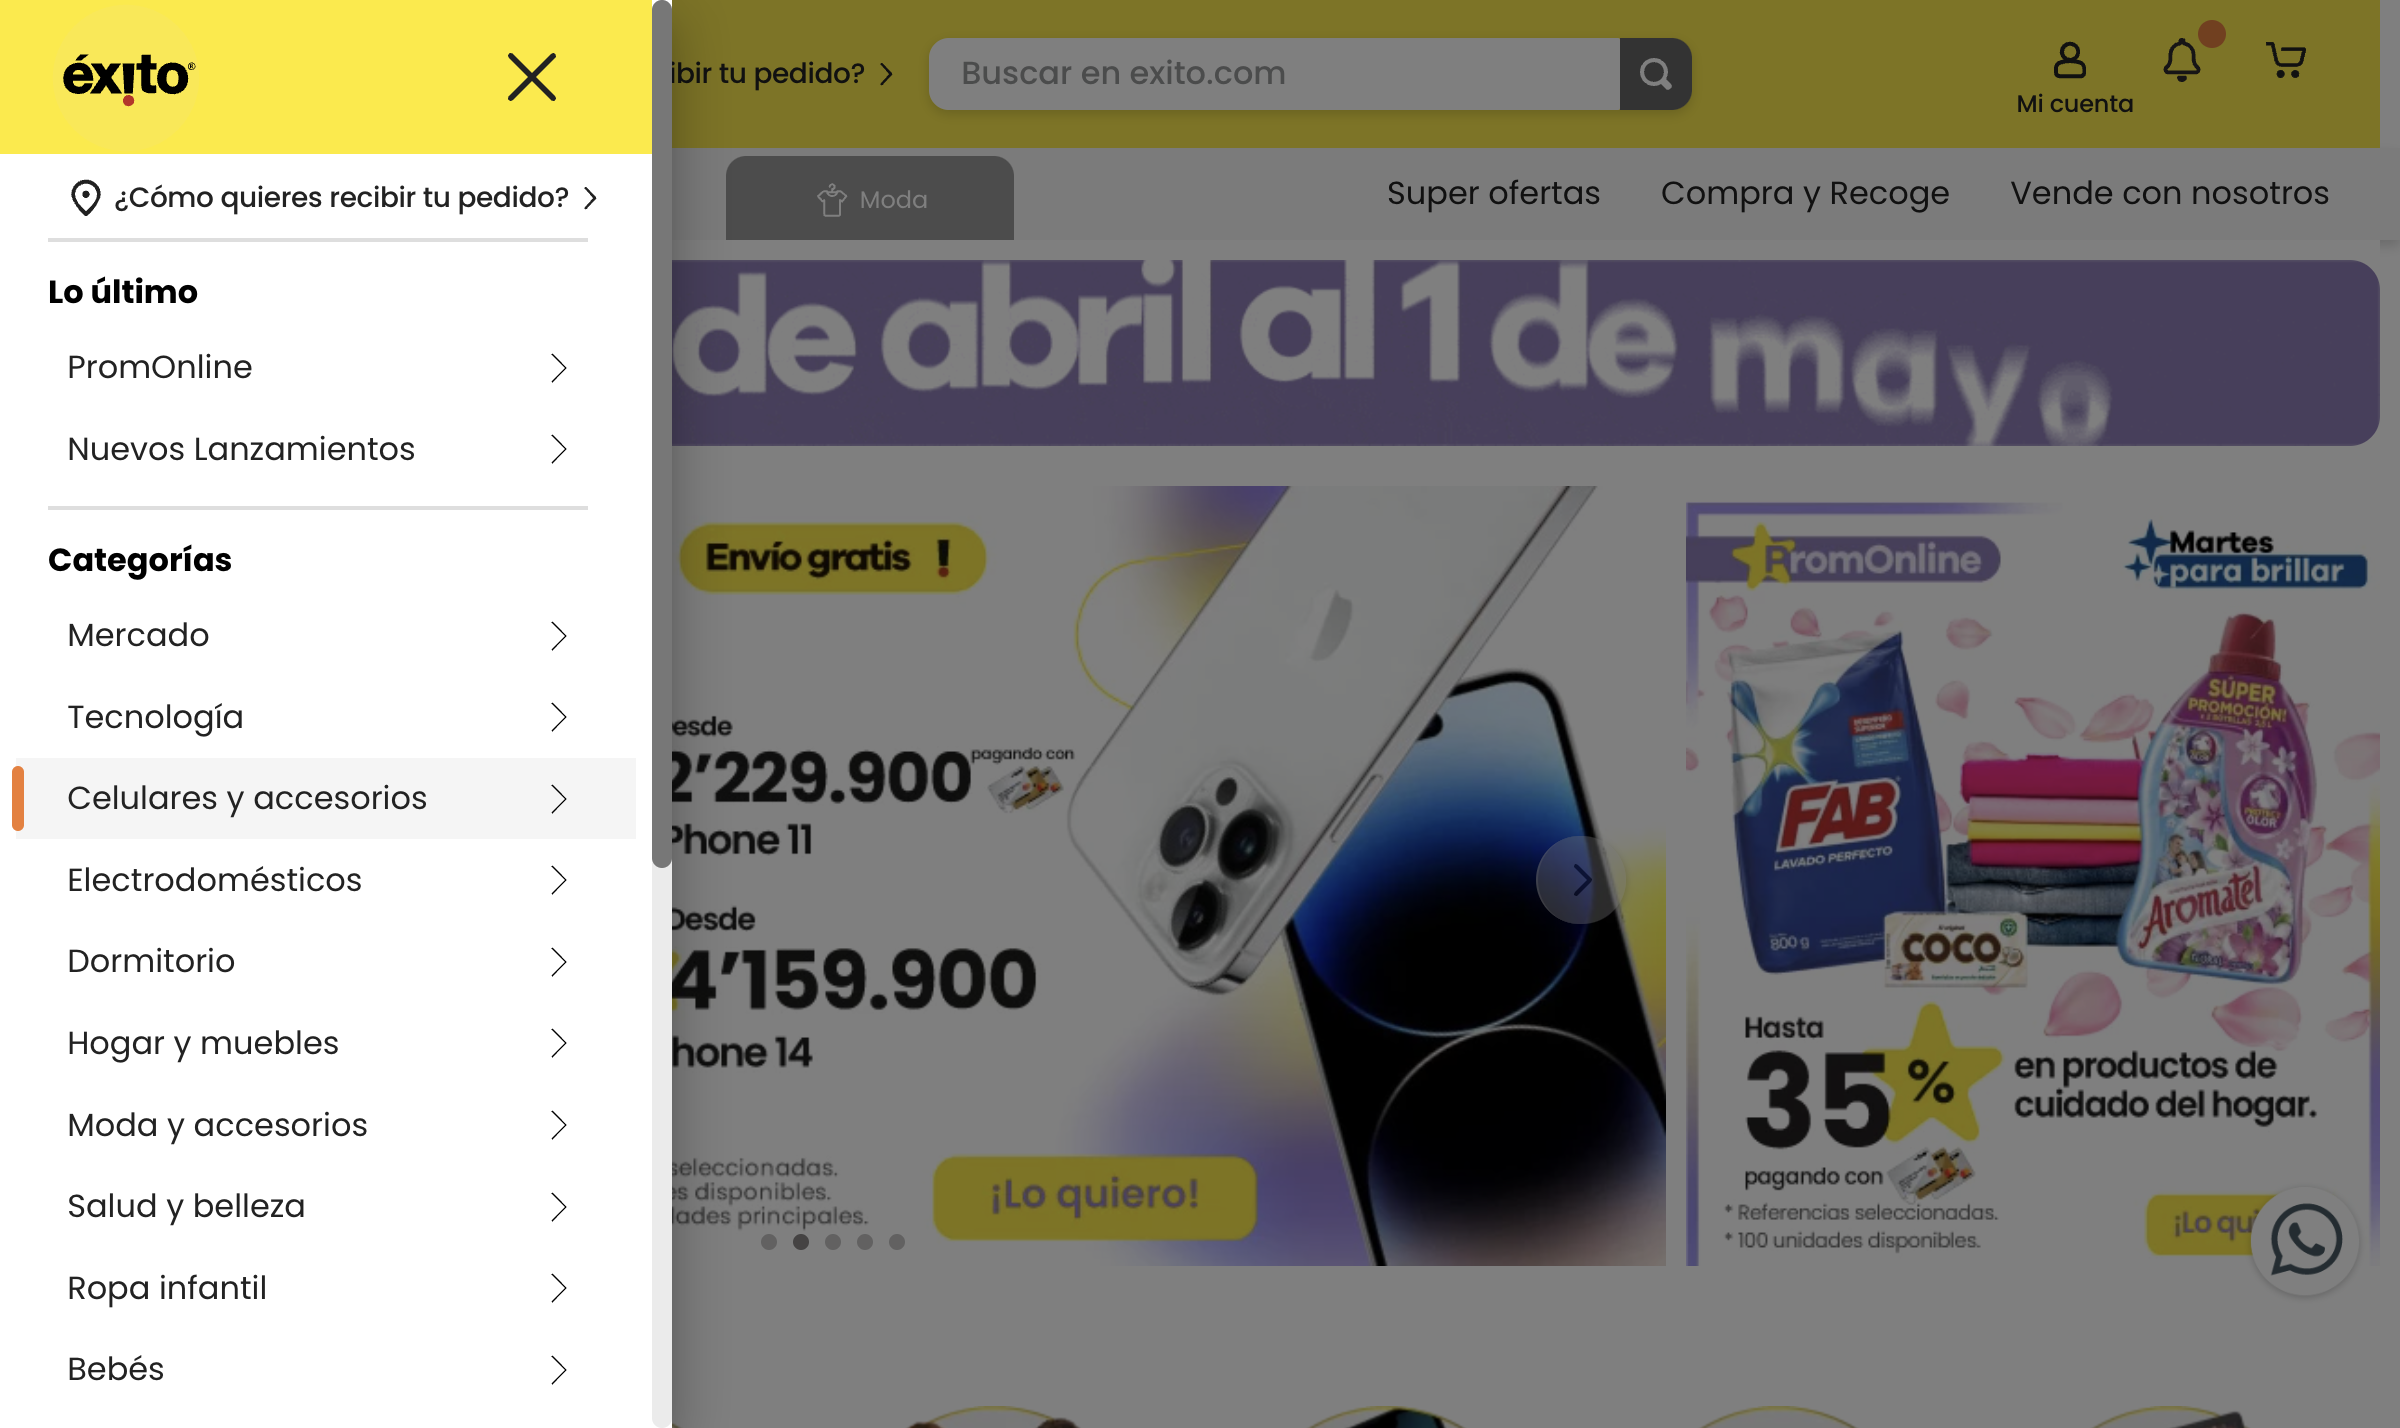 éxito
¿Cómo quieres recibir tu pedido?
Lo último
PromOnline
Nuevos Lanzamientos
Categorías
Mercado
Tecnología
Celulares y accesorios
Electrodomésticos
Dormitorio
Hogar y muebles
Moda y accesorios
Salud y belleza
Ropa infantil
Bebés
ibir tu pedido?
Buscar en exito.com
Mi cuenta
Moda
Super ofertas
Compra y Recoge
Vende con nosotros
de abril al 1 de mayo
Envío gratis
esde
2'229.900
pagando con
Phone 11
Desde
4'159.900
hone 14
seleccionadas.
s disponibles.
dades principales.
¡Lo quiero!
PromOnline
Martes
para brillar
SÚPER
PROMOCIÓN!
FAB
LAVADO PERFECTO
800 g
COCO
Aromatel
Hasta
35 %
en productos de
cuidado del hogar.
pagando con
* Referencias seleccionadas.
* 100 unidades disponibles.
¡Lo qui